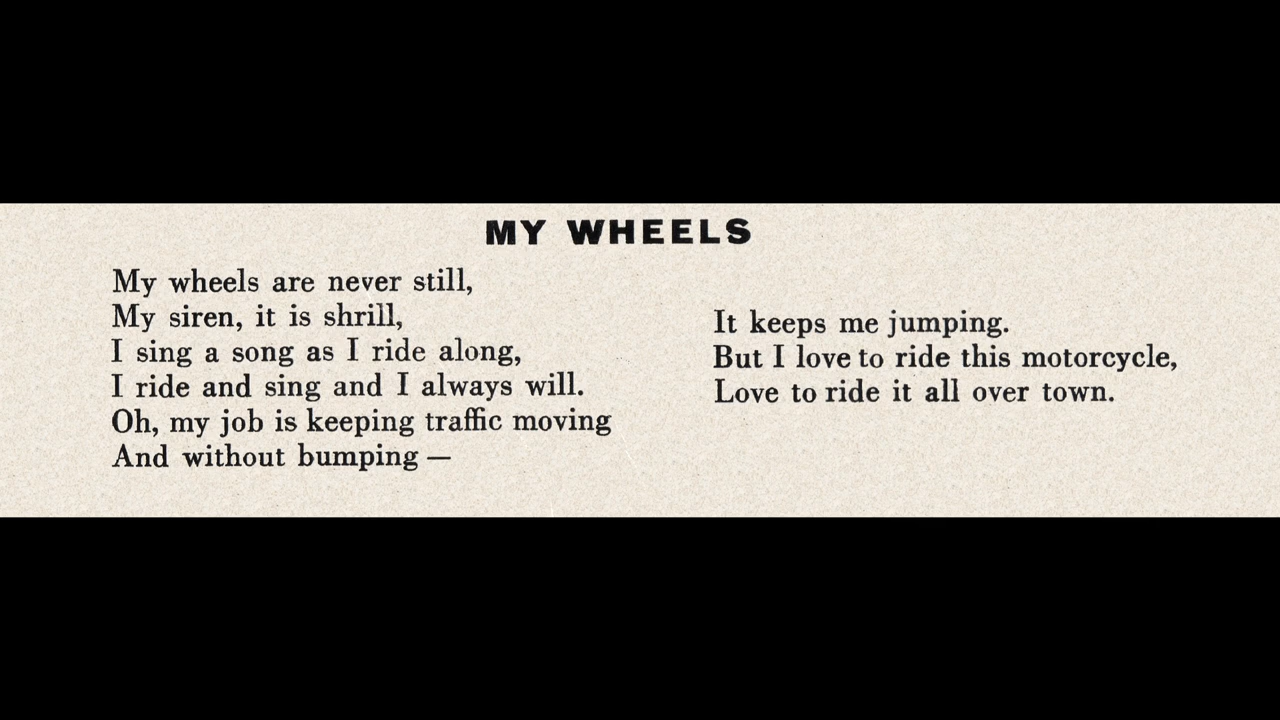 MY WHEELS
My wheels are never still,
My siren, it is shrill,
I sing a song as I ride along,
I ride and sing and I always will.
Oh, my job is keeping traffic moving
And without bumping —
It keeps me jumping.
But I love to ride this motorcycle,
Love to ride it all over town.